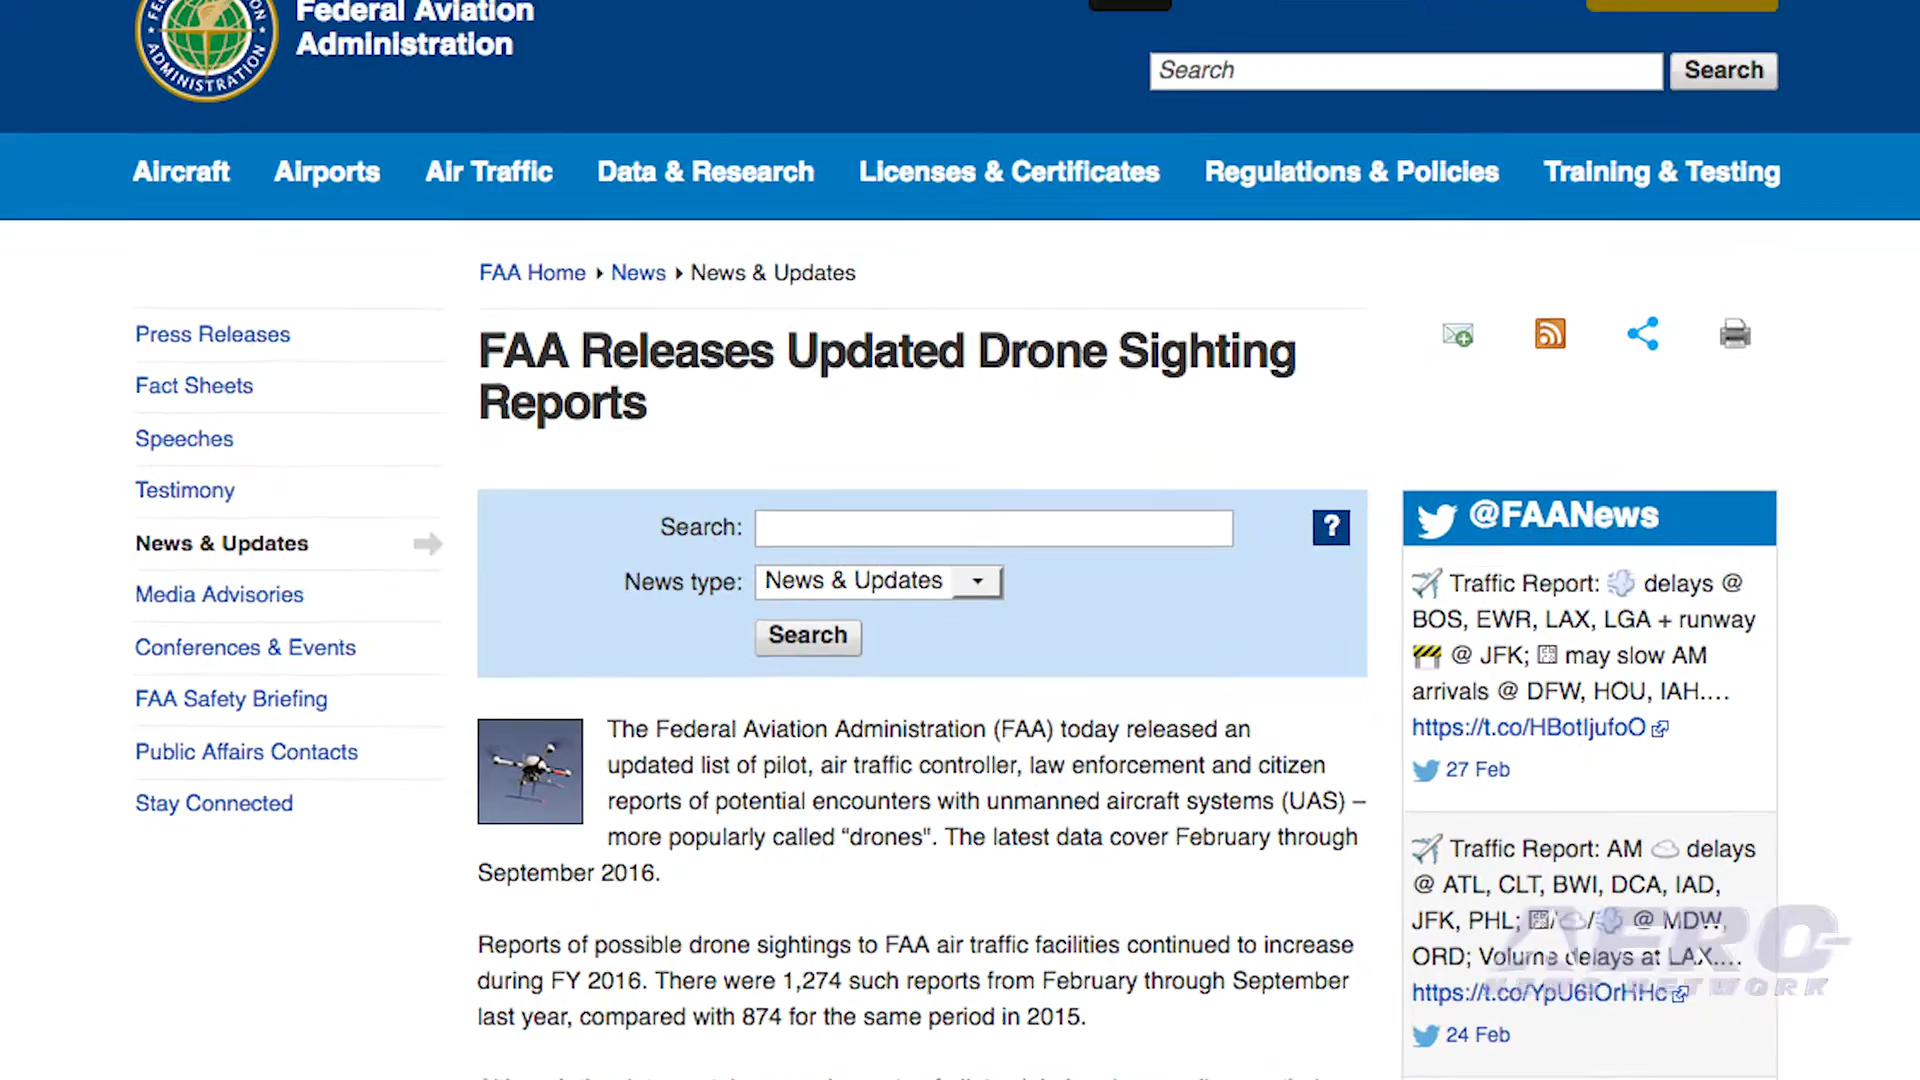 Federal Aviation
Administration
ADMINISTRATION
Search
Search
Aircraft Airports Air Traffic Data & Research Licenses & Certificates Regulations & Policies Training & Testing
FAA Home News News & Updates
Press Releases
Fact Sheets
Speeches
Testimony
News & Updates
Media Advisories
Conferences & Events
FAA Safety Briefing
Public Affairs Contacts
Stay Connected
FAA Releases Updated Drone Sighting
Reports
Search:
?
News type: News & Updates
Search
The Federal Aviation Administration (FAA) today released an
updated list of pilot, air traffic controller, law enforcement and citizen
reports of potential encounters with unmanned aircraft systems (UAS) –
more popularly called “drones". The latest data cover February through
September 2016.
Reports of possible drone sightings to FAA air traffic facilities continued to increase
during FY 2016. There were 1,274 such reports from February through September
last year, compared with 874 for the same period in 2015.
@FAANews
Traffic Report: delays @
BOS, EWR, LAX, LGA + runway
@ JFK; may slow AM
arrivals @ DFW, HOU, IAH....
https://t.co/HBotIjufoO
27 Feb
Traffic Report: AM delays
@ ATL, CLT, BWI, DCA, IAD,
JFK, PHL; / / @ MDW,
ORD; Volume delays at LAX....
24 Feb
AERO-
NEWS NETWORK